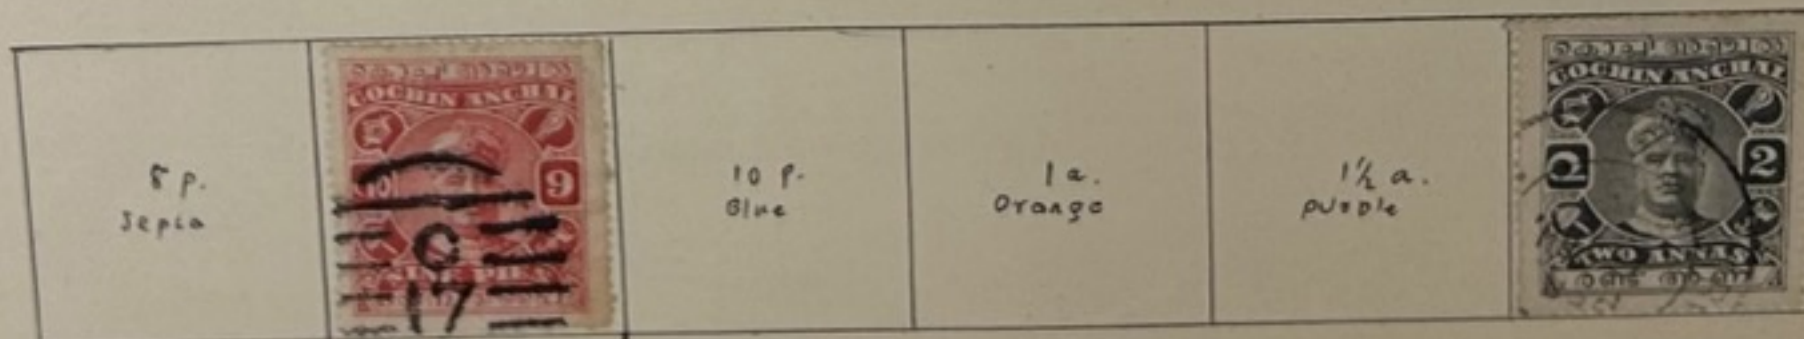 8 p.
Sepia
COCHIN ANCHAL
9
NINE PIES
C
17
10 p.
Blue
1 a.
Orange
1½ a.
purple
COCHIN ANCHAL
2
TWO ANNAS